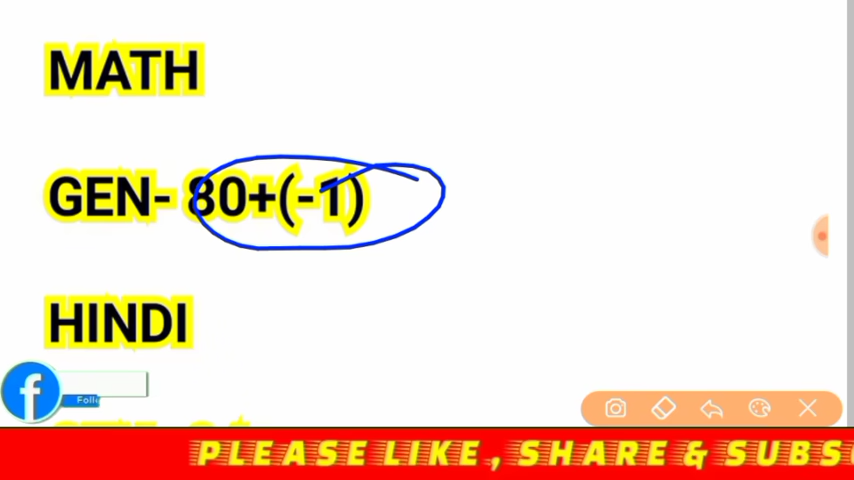 MATH
GEN- 80+(-1)
HINDI
PLEASE LIKE, SHARE & SUBS